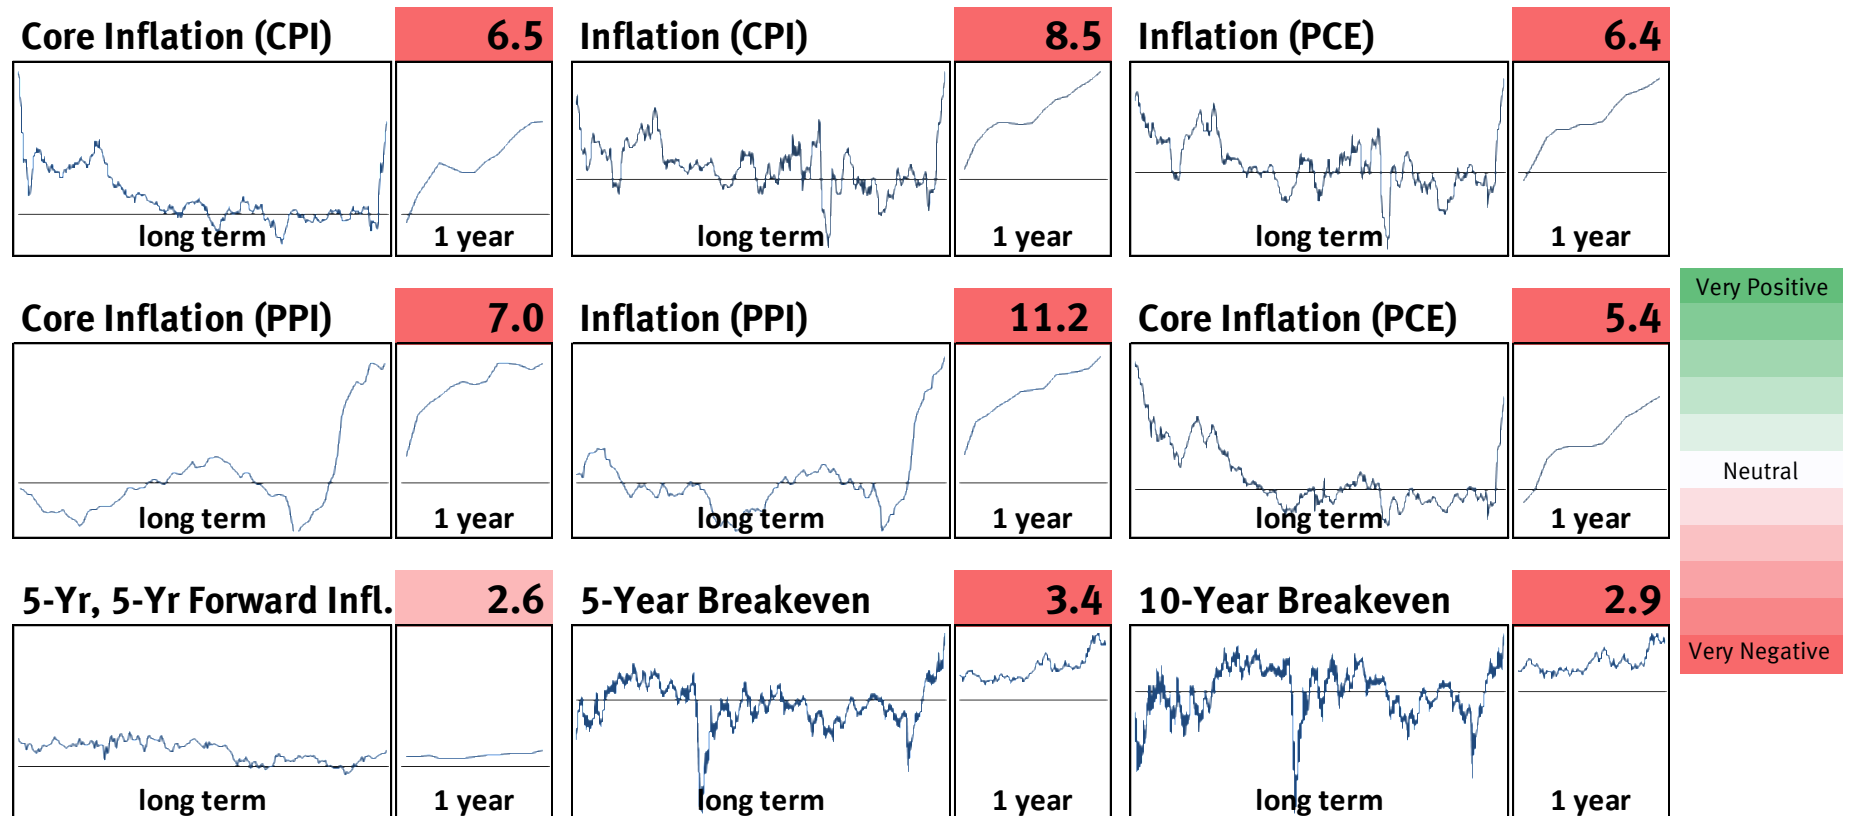 Core Inflation (CPI) 6.5
Inflation (CPI) 8.5
Inflation (PCE) 6.4
long term
1 year
long term
1 year
long term
1 year
Core Inflation (PPI) 7.0
Inflation (PPI) 11.2
Core Inflation (PCE) 5.4
long term
1 year
long term
1 year
long term
1 year
5-Yr, 5-Yr Forward Infl. 2.6
5-Year Breakeven 3.4
10-Year Breakeven 2.9
long term
1 year
long term
1 year
long term
1 year
Very Positive
Neutral
Very Negative